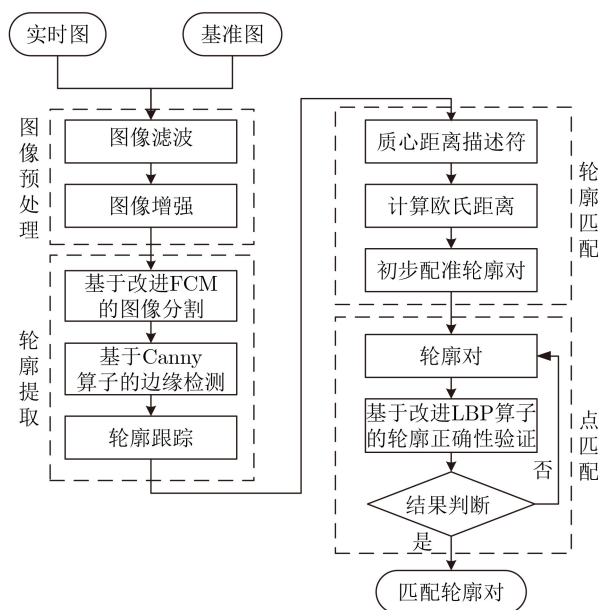 实时图
基准图
图像预处理
图像滤波
图像增强
轮廓提取
基于改进FCM
的图像分割
基于Canny
算子的边缘检测
轮廓跟踪
轮廓匹配
质心距离描述符
计算欧氏距离
初步配准轮廓对
点匹配
轮廓对
基于改进LBP算子
的轮廓正确性验证
否
结果判断
是
匹配轮廓对